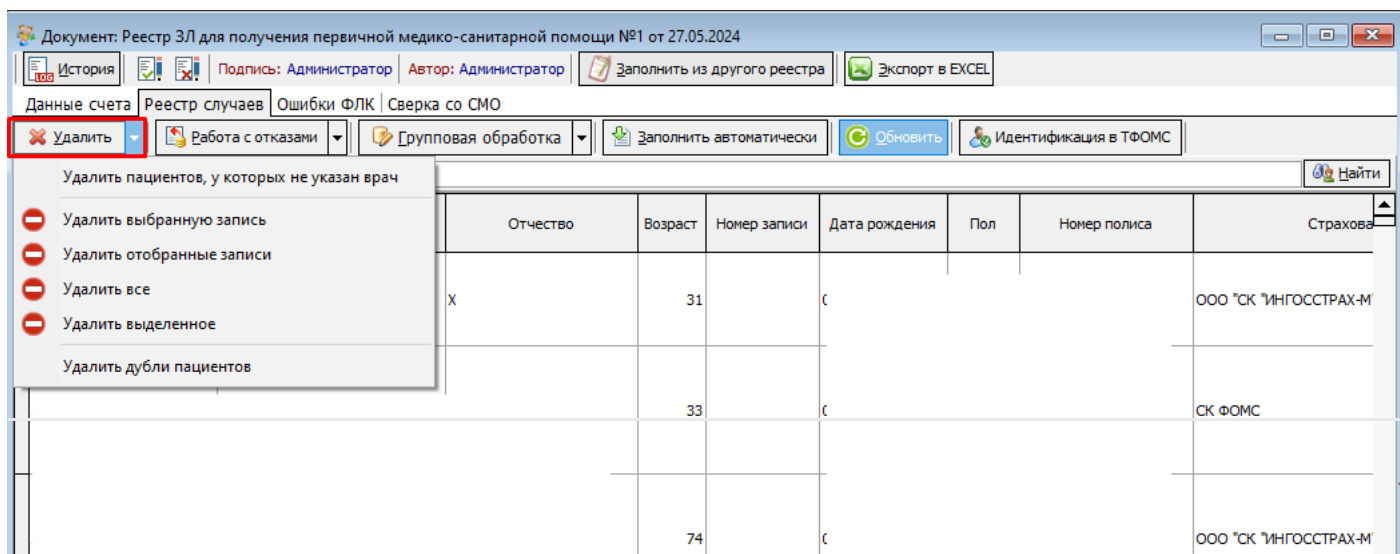 Документ: Реестр ЗЛ для получения первичной медико-санитарной помощи №1 от 27.05.2024
LOG История Подпись: Администратор Автор: Администратор Заполнить из другого реестра Экспорт в EXCEL
Данные счета Реестр случаев Ошибки ФЛК Сверка со СМО
Удалить Работа с отказами Групповая обработка Заполнить автоматически Обновить Идентификация в ТФОМС
Удалить пациентов, у которых не указан врач Найти
Удалить выбранную запись
Отчество Возраст Номер записи Дата рождения Пол Номер полиса Страхова
Удалить отобранные записи
Удалить все
Х 31 ООО "СК "ИНГОССТРАХ-М"
Удалить выделенное
Удалить дубли пациентов
33 СК ФОМС
74 ООО "СК "ИНГОССТРАХ-М"